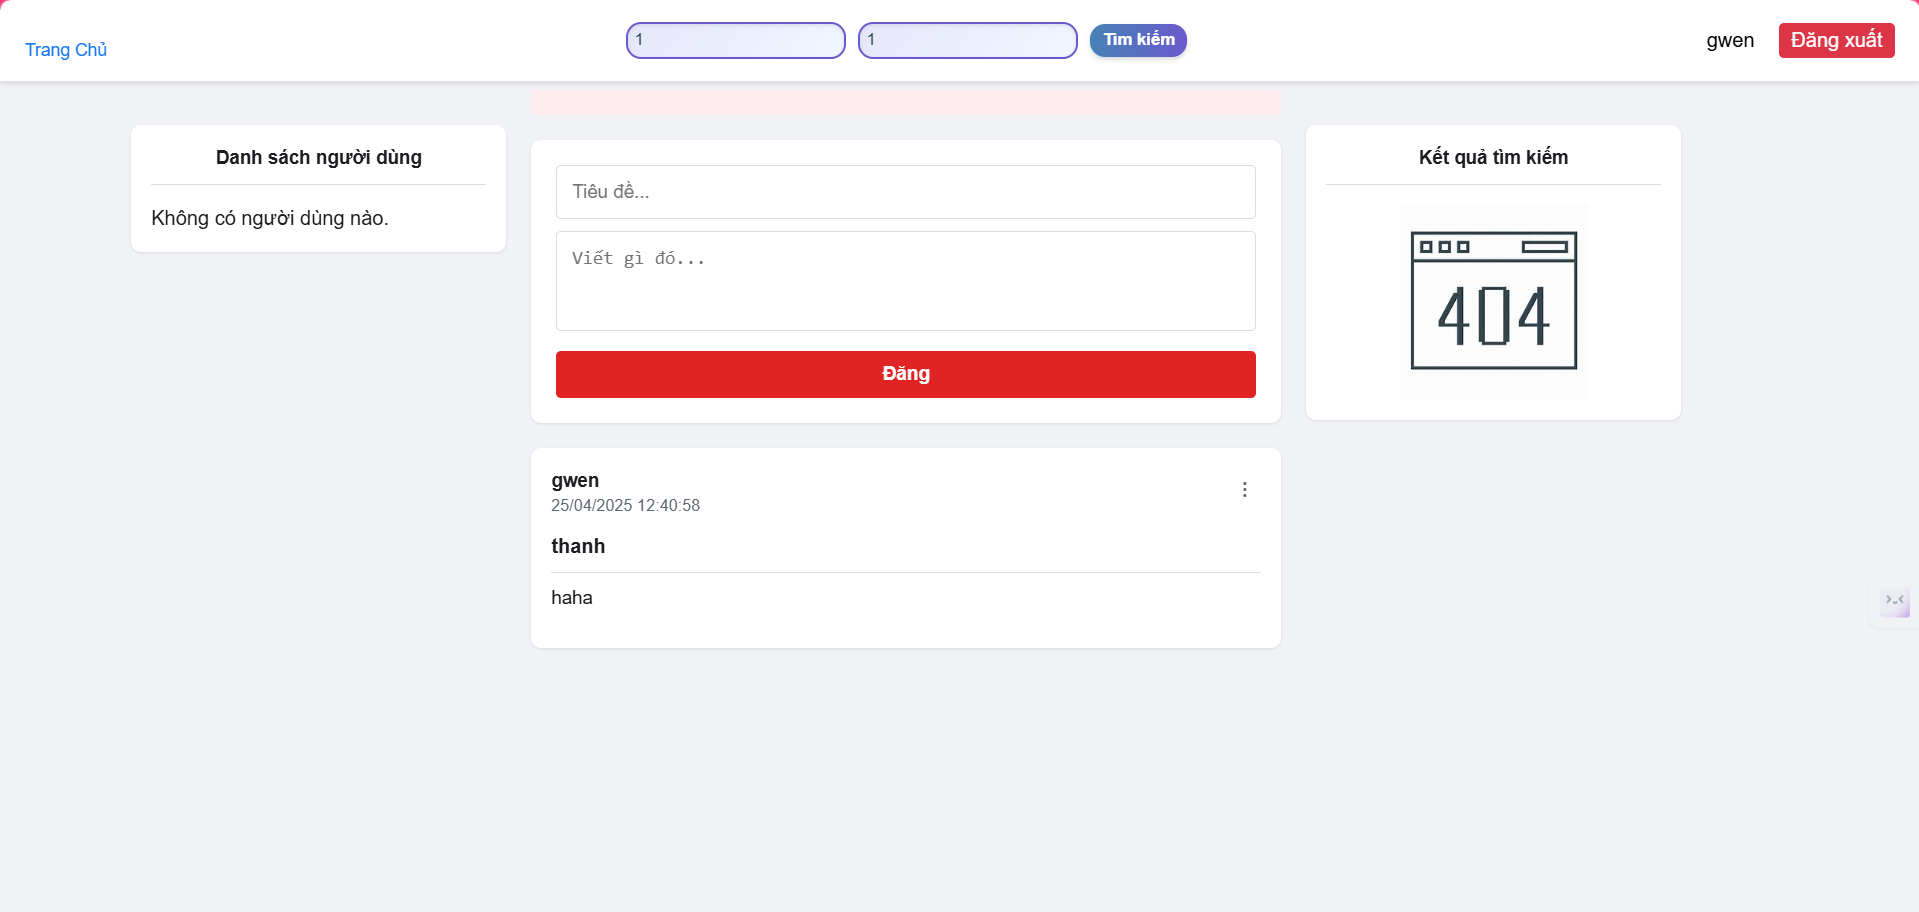 Trang Chủ
1
1
Tìm kiếm
gwen
Đăng xuất
Danh sách người dùng
Không có người dùng nào.
Tiêu đề...
Viết gì đó...
Đăng
gwen
25/04/2025 12:40:58
thanh
haha
Kết quả tìm kiếm
404